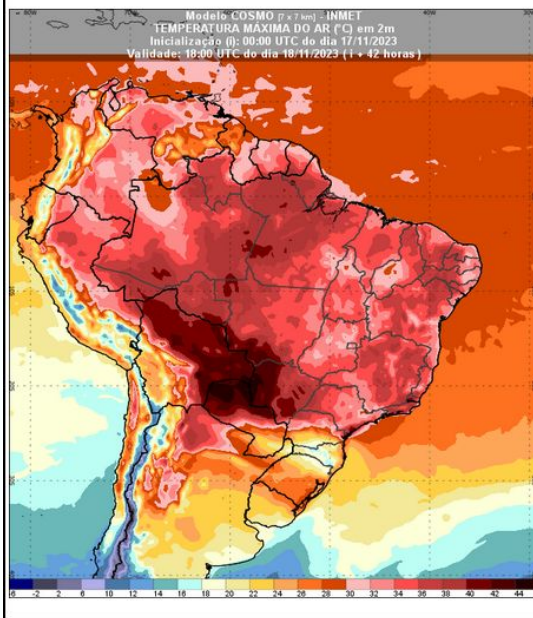 Modelo COSMO [7 x 7 km] - INMET
TEMPERATURA MÁXIMA DO AR (°C) em 2m
Inicialização (i): 00:00 UTC do dia 17/11/2023
Validade: 18:00 UTC do dia 18/11/2023 ( i + 42 horas )
-6 -2 2 6 10 12 14 16 18 20 22 24 26 28 30 32 34 36 38 40 42 44